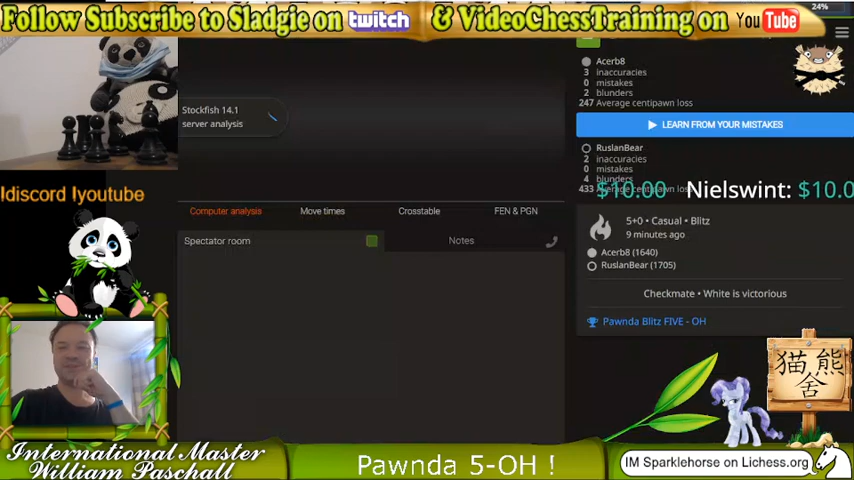 24%
Follow Subscribe to Sladgie on twitch & VideoChessTraining on YouTube
Acerb8
3 inaccuracies
0 mistakes
2 blunders
247 Average centipawn loss
Stockfish 14.1
server analysis
LEARN FROM YOUR MISTAKES
RuslanBear
2 inaccuracies
0 mistakes
4 blunders
433 Average centipawn loss
$10.00 Nielswint: $10.0
!discord !youtube
Computer analysis Move times Crosstable FEN & PGN
5+0 • Casual • Blitz
9 minutes ago
Spectator room Notes
Acerb8 (1640)
RuslanBear (1705)
Checkmate • White is victorious
Pawnda Blitz FIVE - OH
猫熊
舍
International Master
William Paschall
Pawnda 5-OH !
IM Sparklehorse on Lichess.org